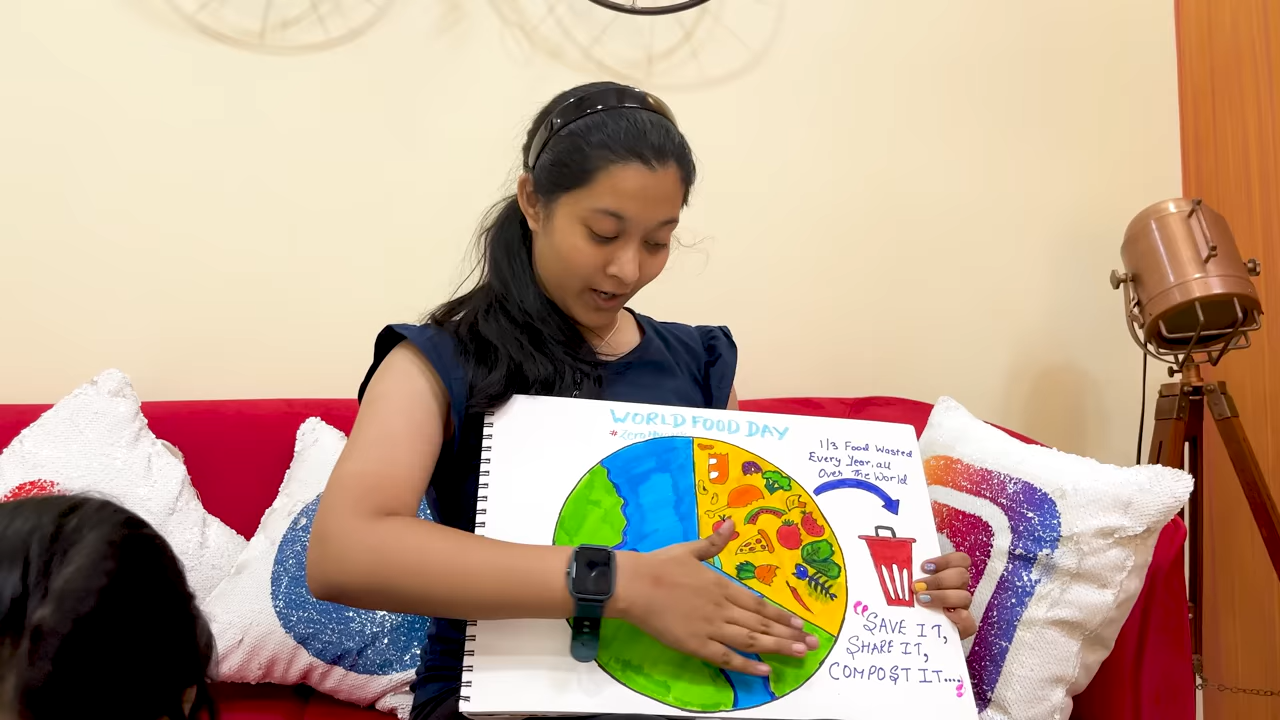 WORLD FOOD DAY
#Zero
1/3 Food Wasted
Every Year, all
Over The World
"SAVE IT,
SHARE IT,
COMPOST IT...."